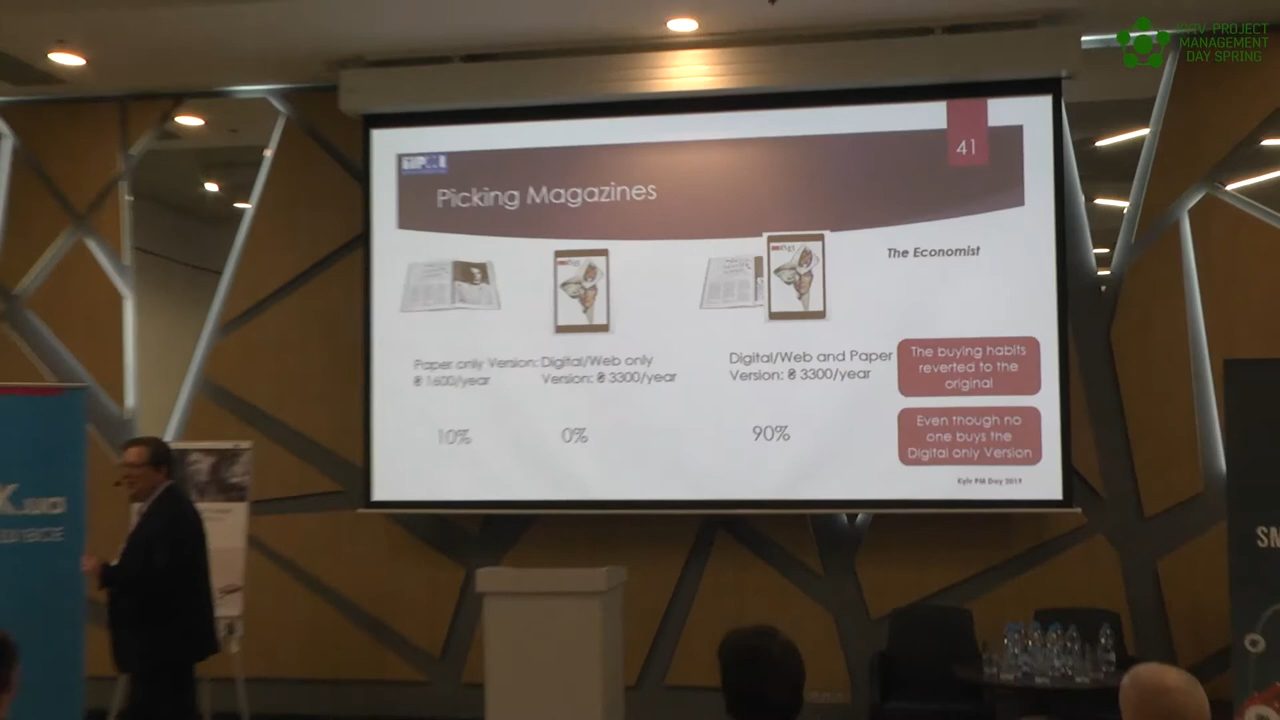 KYIV PROJECT
MANAGEMENT
DAY SPRING
41
Picking Magazines
The Economist
Paper only Version:
₴ 1600/year
Digital/Web only
Version: ₴ 3300/year
Digital/Web and Paper
Version: ₴ 3300/year
10%
0%
90%
The buying habits
reverted to the
original
Even though no
one buys the
Digital only Version
Kyiv PM Day 2019
K.ua
SM